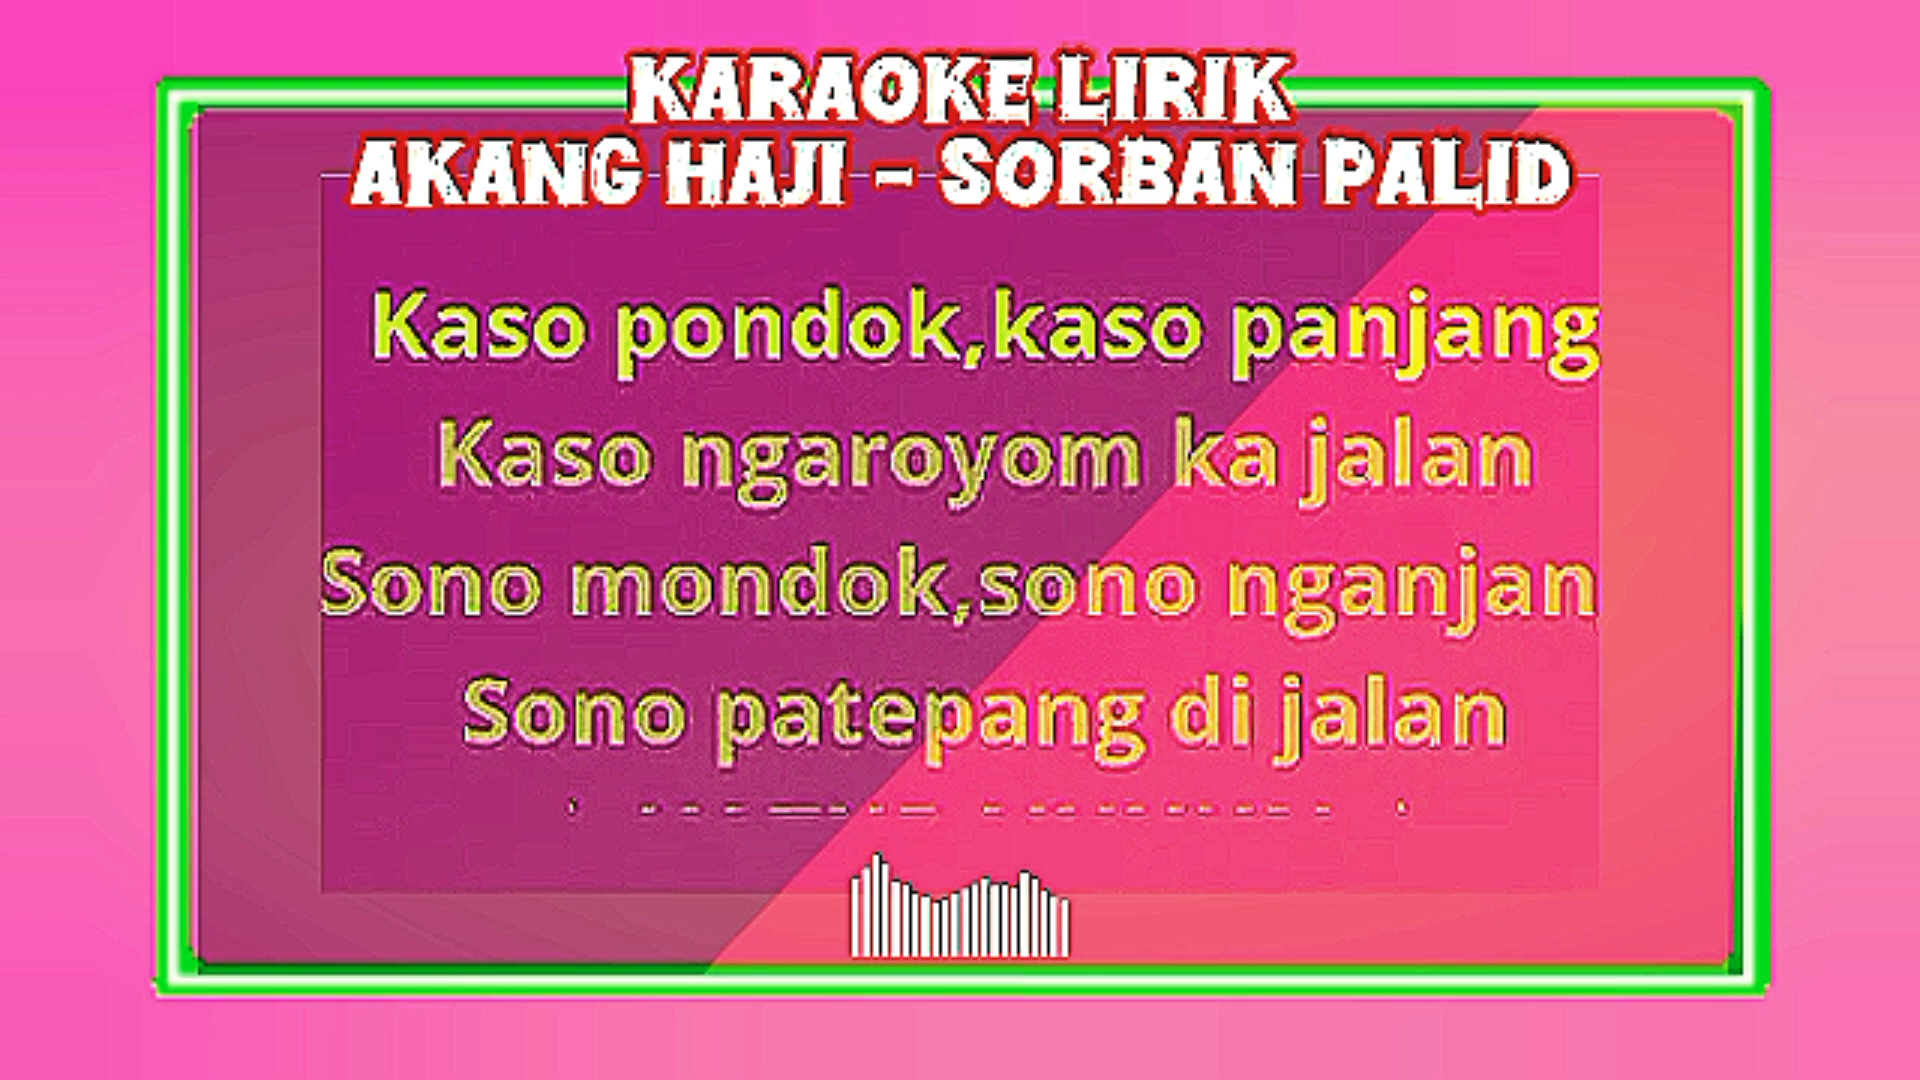 KARAOKE LIRIK
AKANG HAJI - SORBAN PALID
Kaso pondok,kaso panjang
Kaso ngaroyom ka jalan
Sono mondok,sono nganjan
Sono patepang di jalan